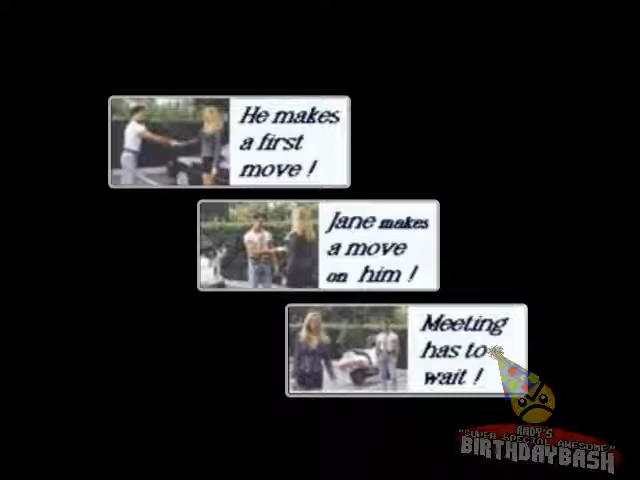 He makes
a first
move !
Jane makes
a move
on him !
Meeting
has to
wait !
ANDY'S
"SUPER SPECIAL AWESOME"
BIRTHDAYBASH